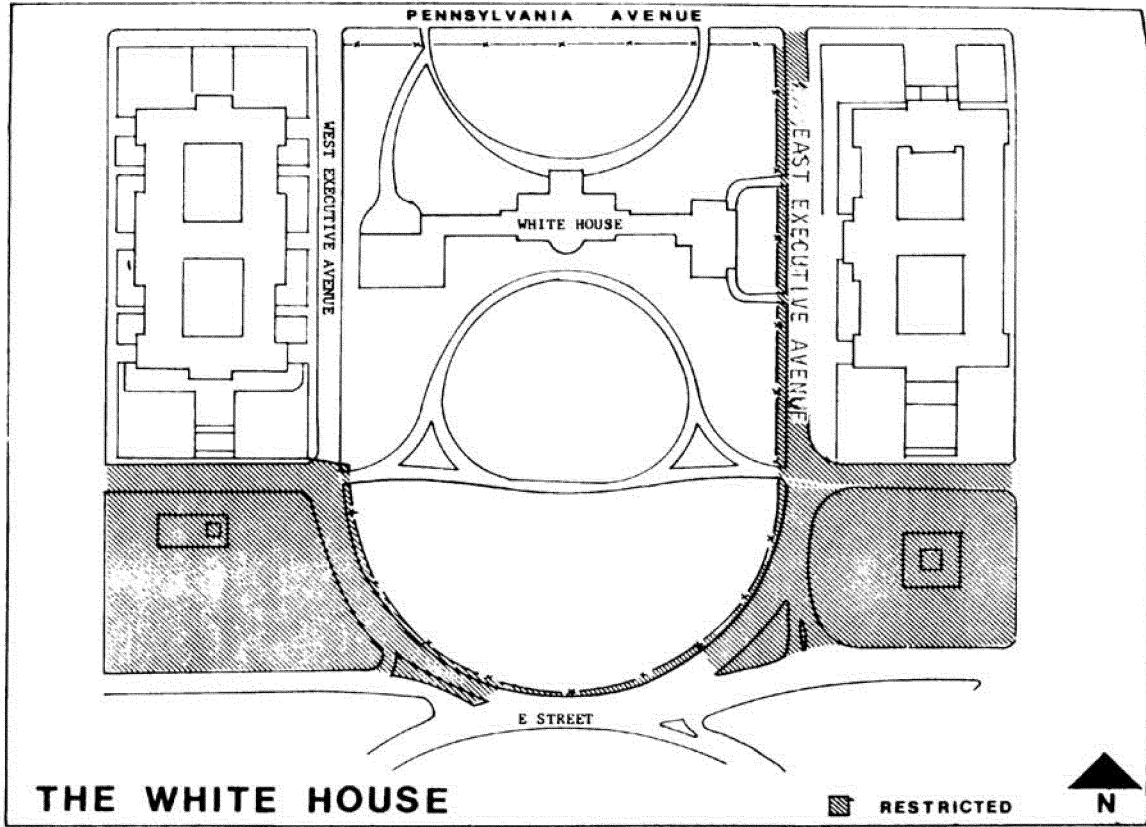 PENNSYLVANIA AVENUE
WEST EXECUTIVE AVENUE
EAST EXECUTIVE AVENUE
WHITE HOUSE
E STREET
THE WHITE HOUSE
RESTRICTED
N